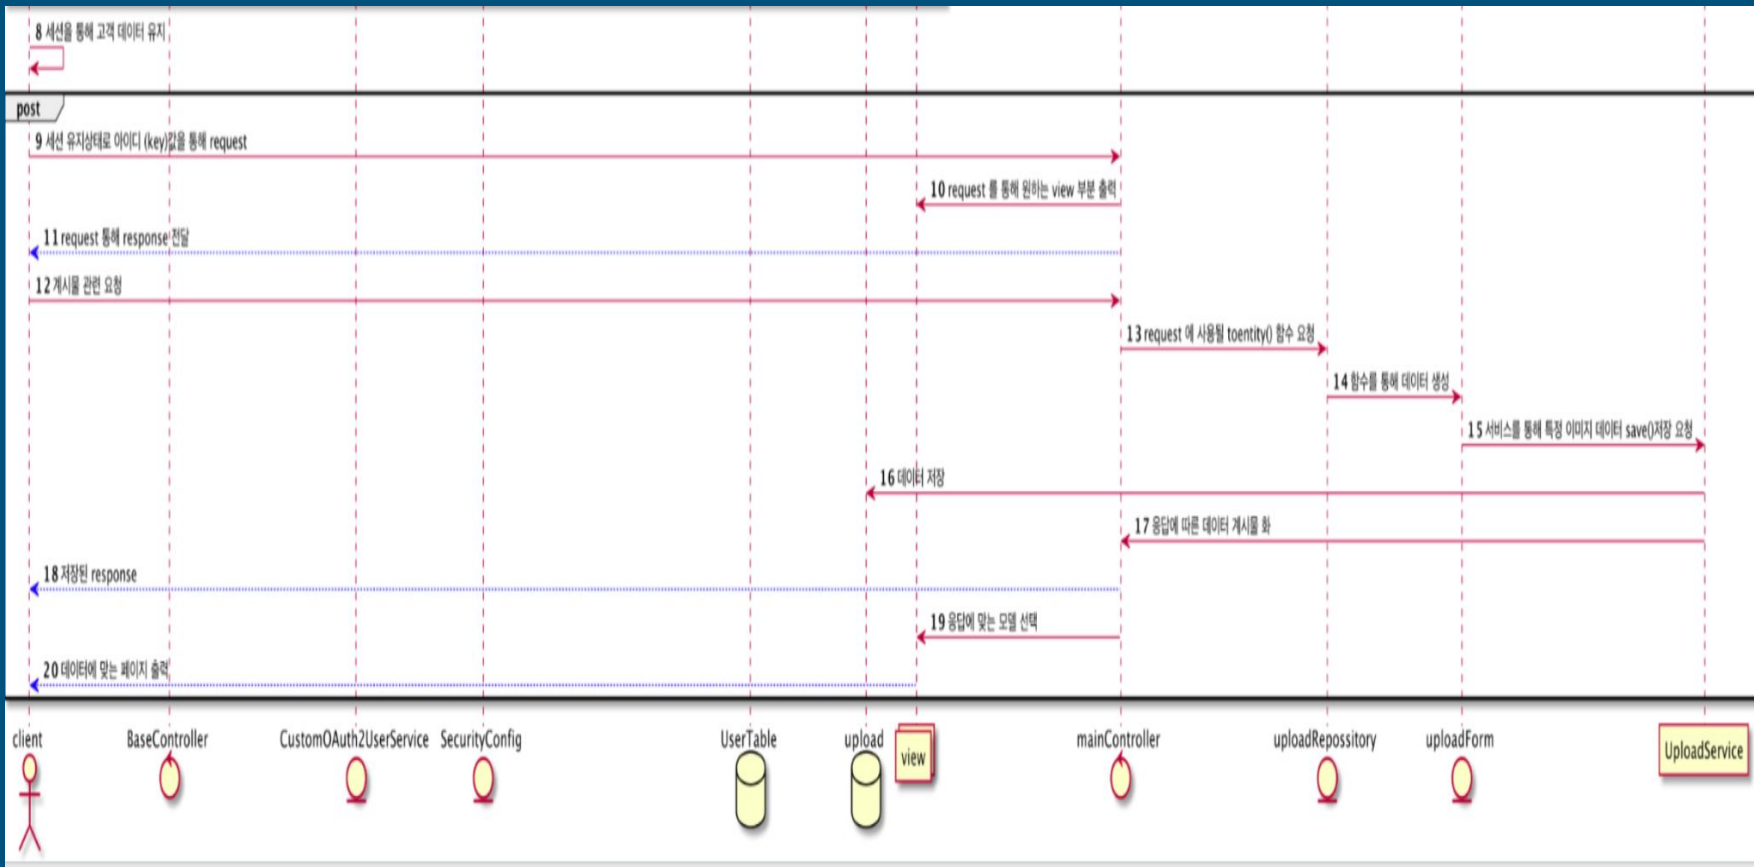 8 세션을 통해 고객 데이터 유지
post
9 세션 유지상태로 아이디 (key)값을 통해 request
10 request 를 통해 원하는 view 부분 출력
11 request 통해 response 전달
12 게시물 관련 요청
13 request 에 사용될 toentity() 함수 요청
14 함수를 통해 데이터 생성
15 서비스를 통해 특정 이미지 데이터 save()저장 요청
16 데이터 저장
17 응답에 따른 데이터 게시물 화
18 저장된 response
19 응답에 맞는 모델 선택
20 데이터에 맞는 페이지 출력
client
BaseController
CustomOAuth2UserService
SecurityConfig
UserTable
upload
view
mainController
uploadRepossitory
uploadForm
UploadService